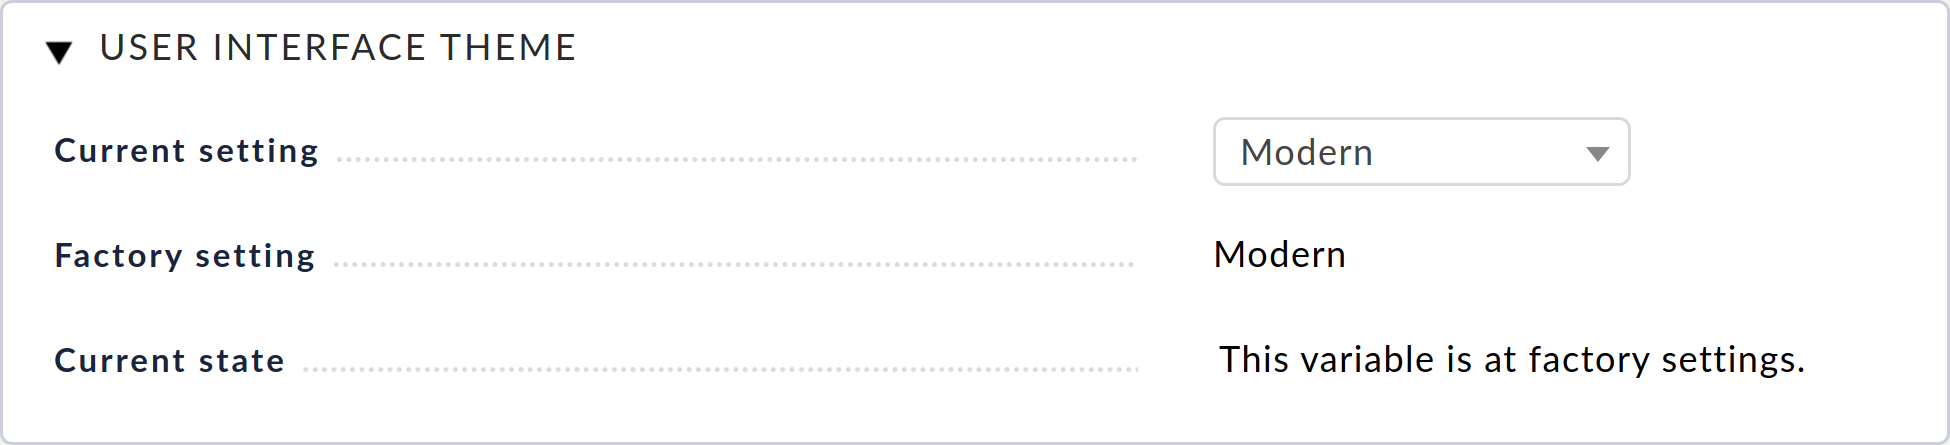 USER INTERFACE THEME
Current setting Modern
Factory setting Modern
Current state This variable is at factory settings.